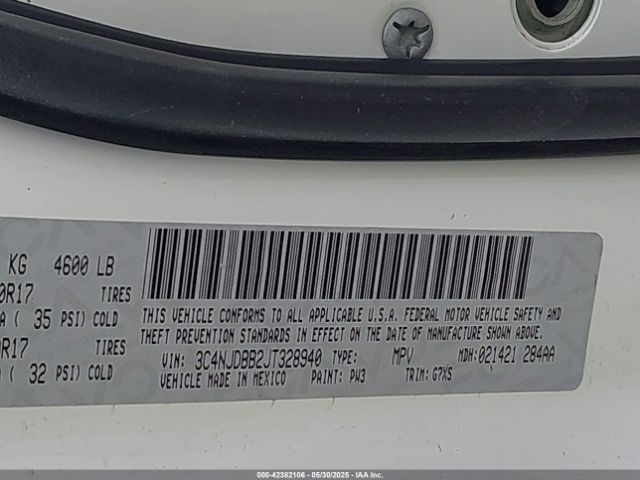 KG 4600 LB
0R17 TIRES
A (35 PSI) COLD
0R17 TIRES
(32 PSI) COLD
THIS VEHICLE CONFORMS TO ALL APPLICABLE U.S.A. FEDERAL MOTOR VEHICLE SAFETY AND
THEFT PREVENTION STANDARDS IN EFFECT ON THE DATE OF MANUFACTURE SHOWN ABOVE.
VIN: 3C4NJDBB2JT328940 TYPE: MPV MDH:021421 284AA
VEHICLE MADE IN MEXICO PAINT: PW3 TRIM: G7XS
000-42382106 - 05/30/2025 - IAAI, Inc.